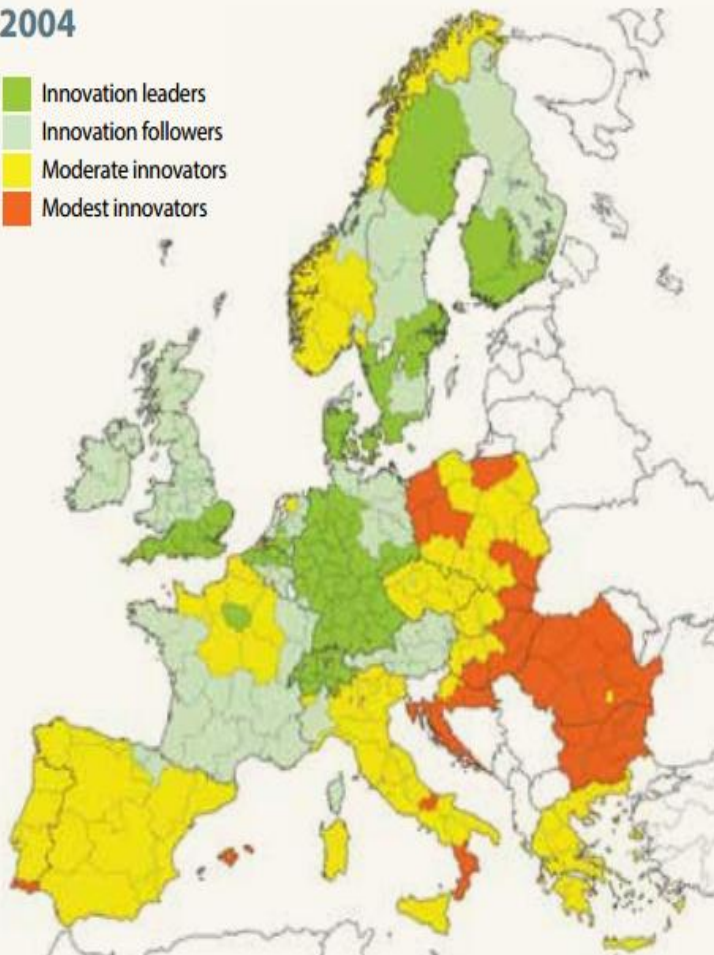 2004
Innovation leaders
Innovation followers
Moderate innovators
Modest innovators